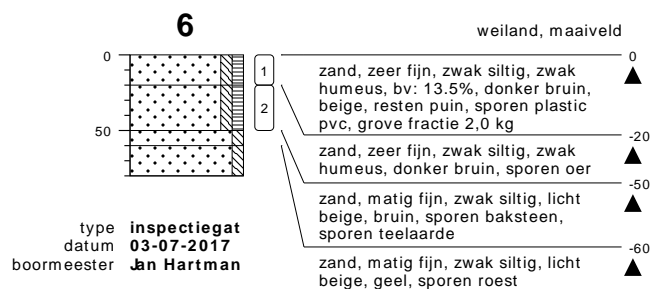 6
weiland, maaiveld
0
0
1
zand, zeer fijn, zwak siltig, zwak
humeus, bv: 13.5%, donker bruin,
beige, resten puin, sporen plastic
pvc, grove fractie 2,0 kg
2
-20
50
zand, zeer fijn, zwak siltig, zwak
humeus, donker bruin, sporen oer
-50
zand, matig fijn, zwak siltig, licht
beige, bruin, sporen baksteen,
sporen teelaarde
-60
zand, matig fijn, zwak siltig, licht
beige, geel, sporen roest
type inspectiegat
datum 03-07-2017
boormeester Jan Hartman